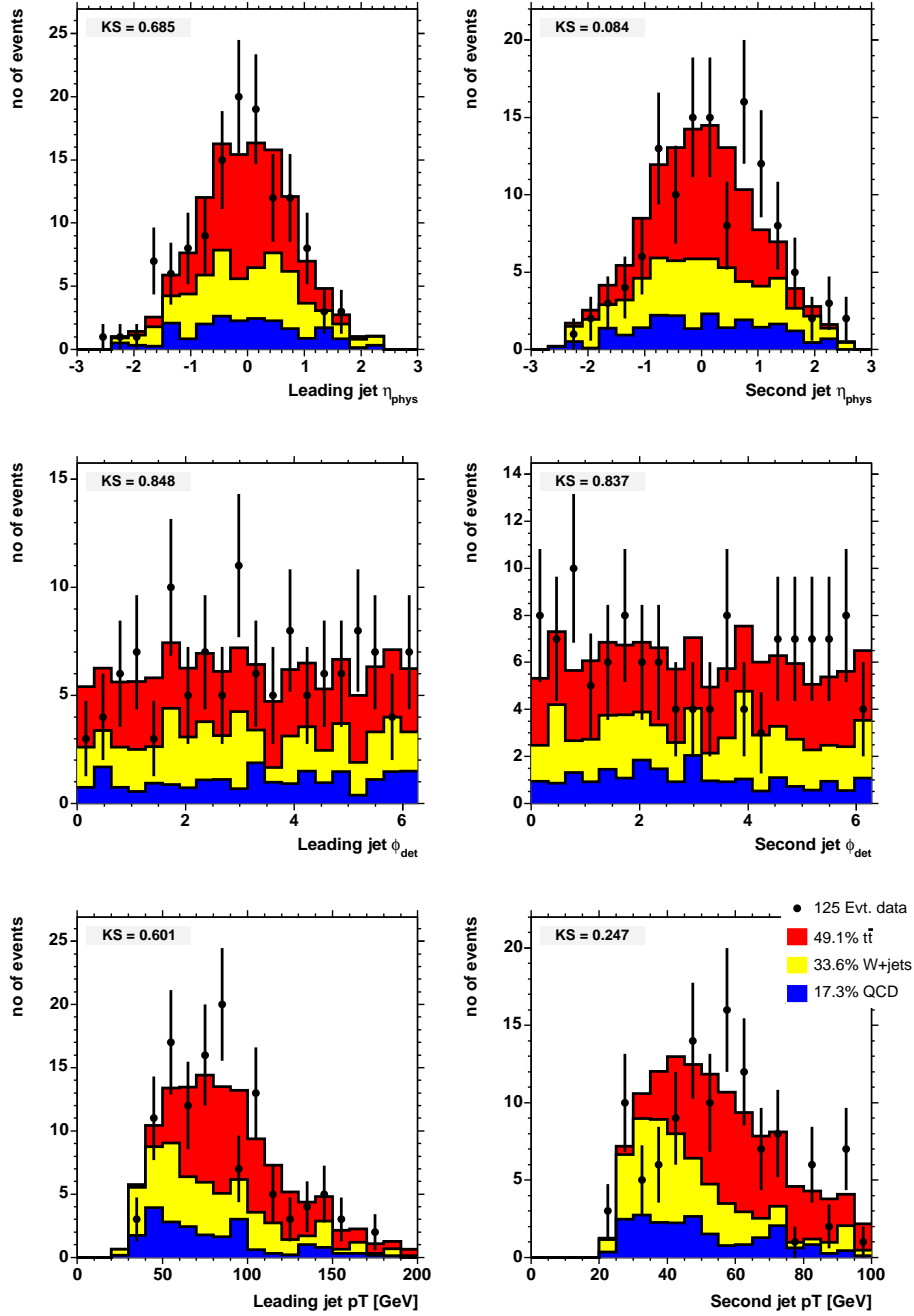 no of events
KS = 0.685
25
20
15
10
5
0
-3 -2 -1 0 1 2 3
Leading jet η_phys
no of events
KS = 0.084
20
15
10
5
0
-3 -2 -1 0 1 2 3
Second jet η_phys
no of events
KS = 0.848
15
10
5
0
0 2 4 6
Leading jet ϕ_det
no of events
KS = 0.837
14
12
10
8
6
4
2
0
0 2 4 6
Second jet ϕ_det
no of events
KS = 0.601
25
20
15
10
5
0
0 50 100 150 200
Leading jet pT [GeV]
no of events
KS = 0.247
20
15
10
5
0
0 20 40 60 80 100
Second jet pT [GeV]
125 Evt. data
49.1% tt̄
33.6% W+jets
17.3% QCD